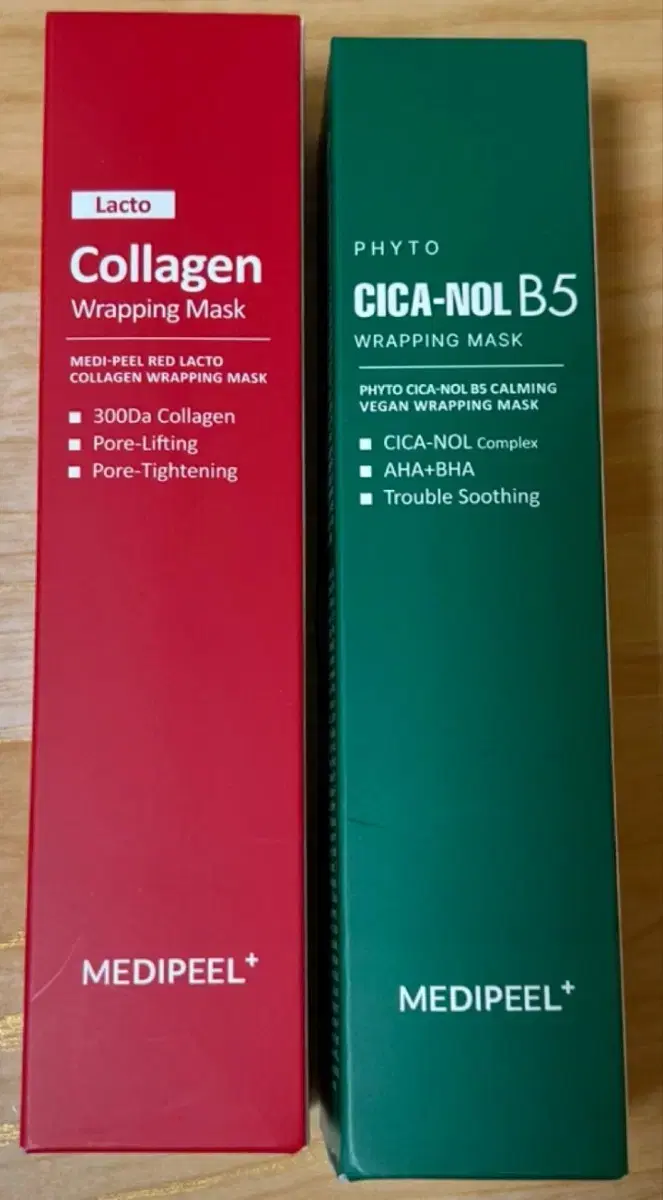 Lacto
Collagen
Wrapping Mask
MEDI-PEEL RED LACTO
COLLAGEN WRAPPING MASK
300Da Collagen
Pore-Lifting
Pore-Tightening
MEDIPEEL+
PHYTO
CICA-NOL B5
WRAPPING MASK
PHYTO CICA-NOL B5 CALMING
VEGAN WRAPPING MASK
CICA-NOL Complex
AHA+BHA
Trouble Soothing
MEDIPEEL+